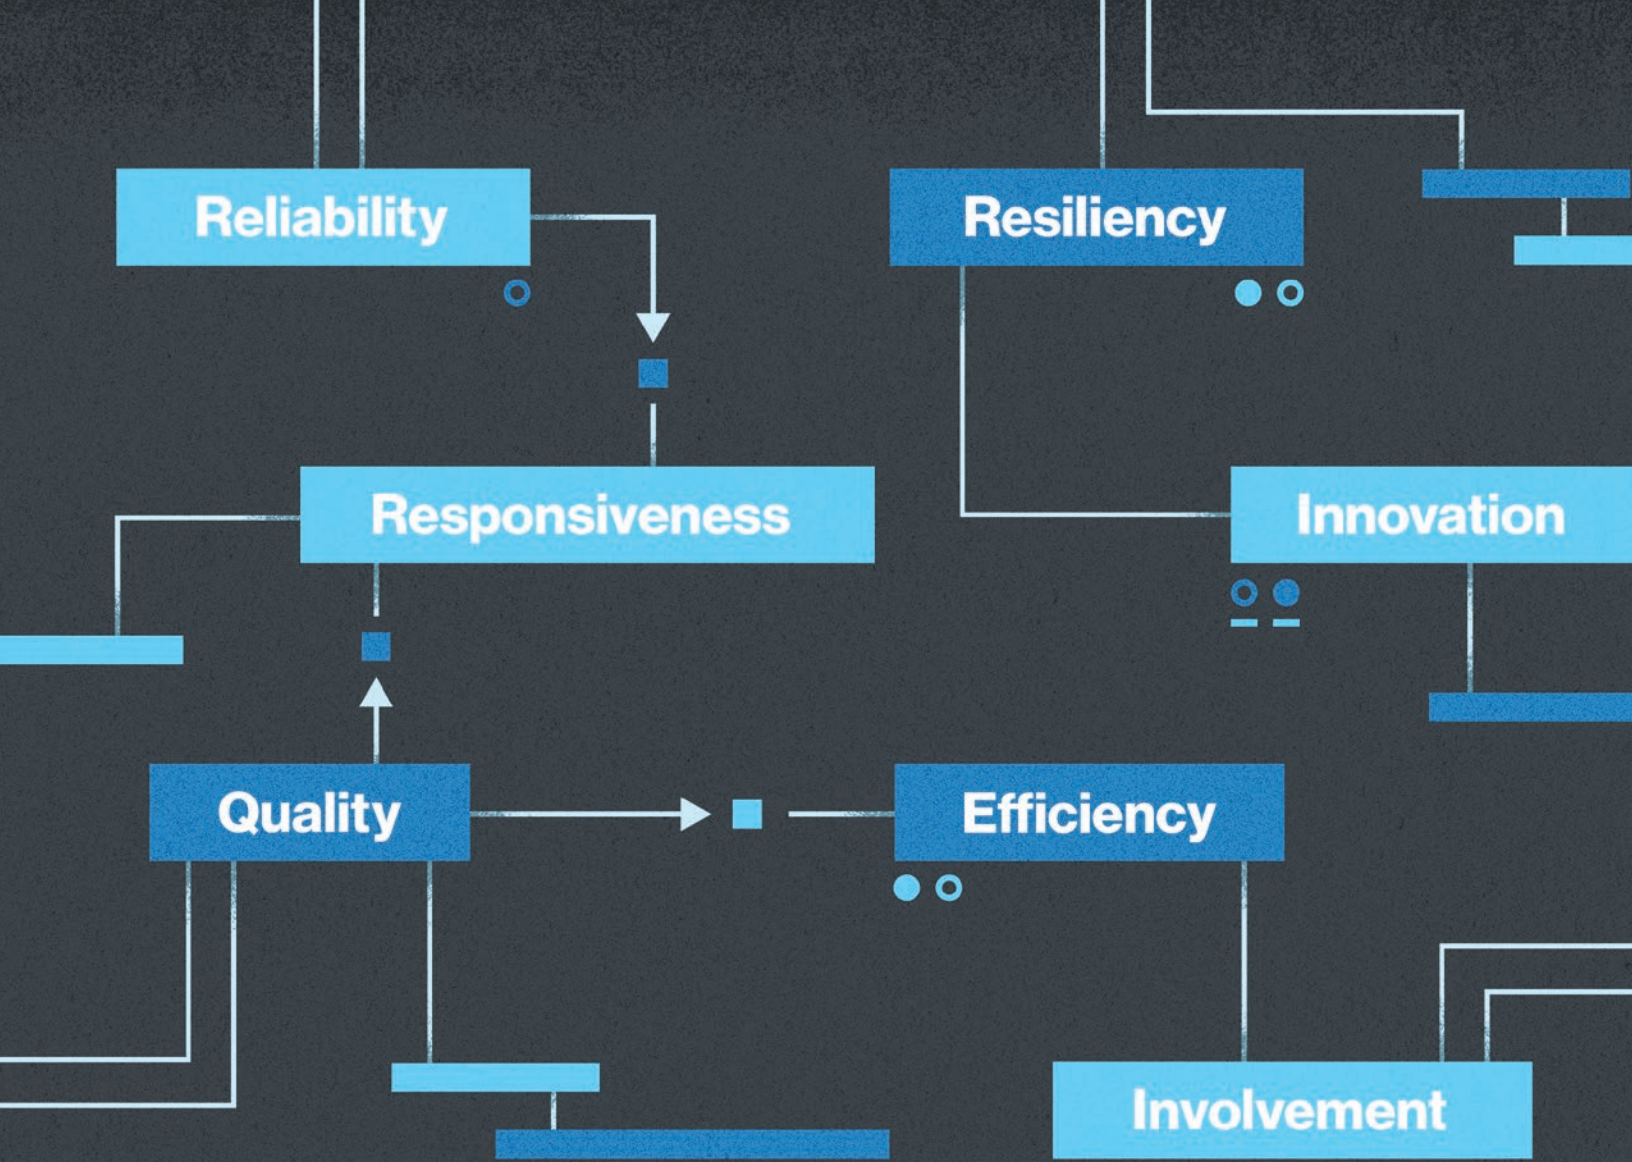 Reliability
Resiliency
Responsiveness
Innovation
Quality
Efficiency
Involvement